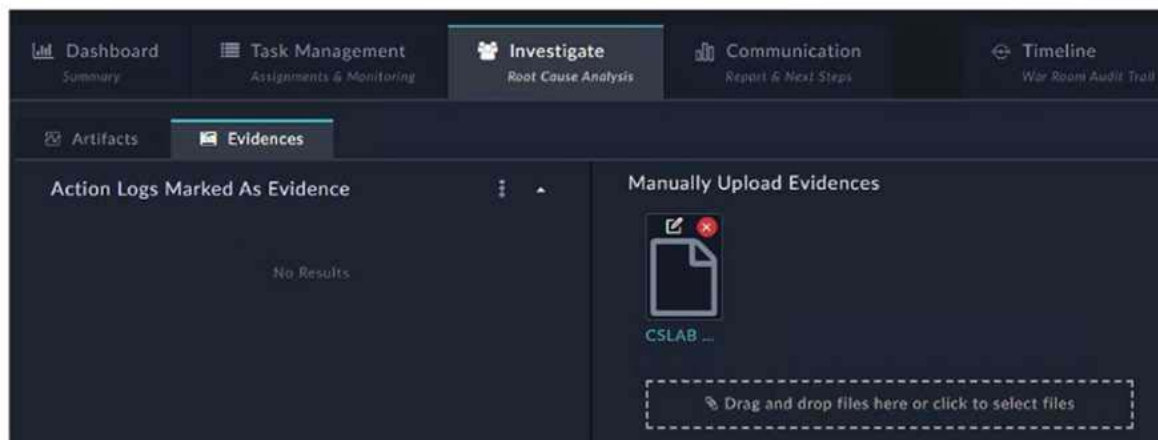 Dashboard
Summary
Task Management
Assignments & Monitoring
Investigate
Root Cause Analysis
Communication
Report & Next Steps
Timeline
War Room Audit Trail
Artifacts
Evidences
Action Logs Marked As Evidence
No Results
Manually Upload Evidences
CSLAB ...
Drag and drop files here or click to select files